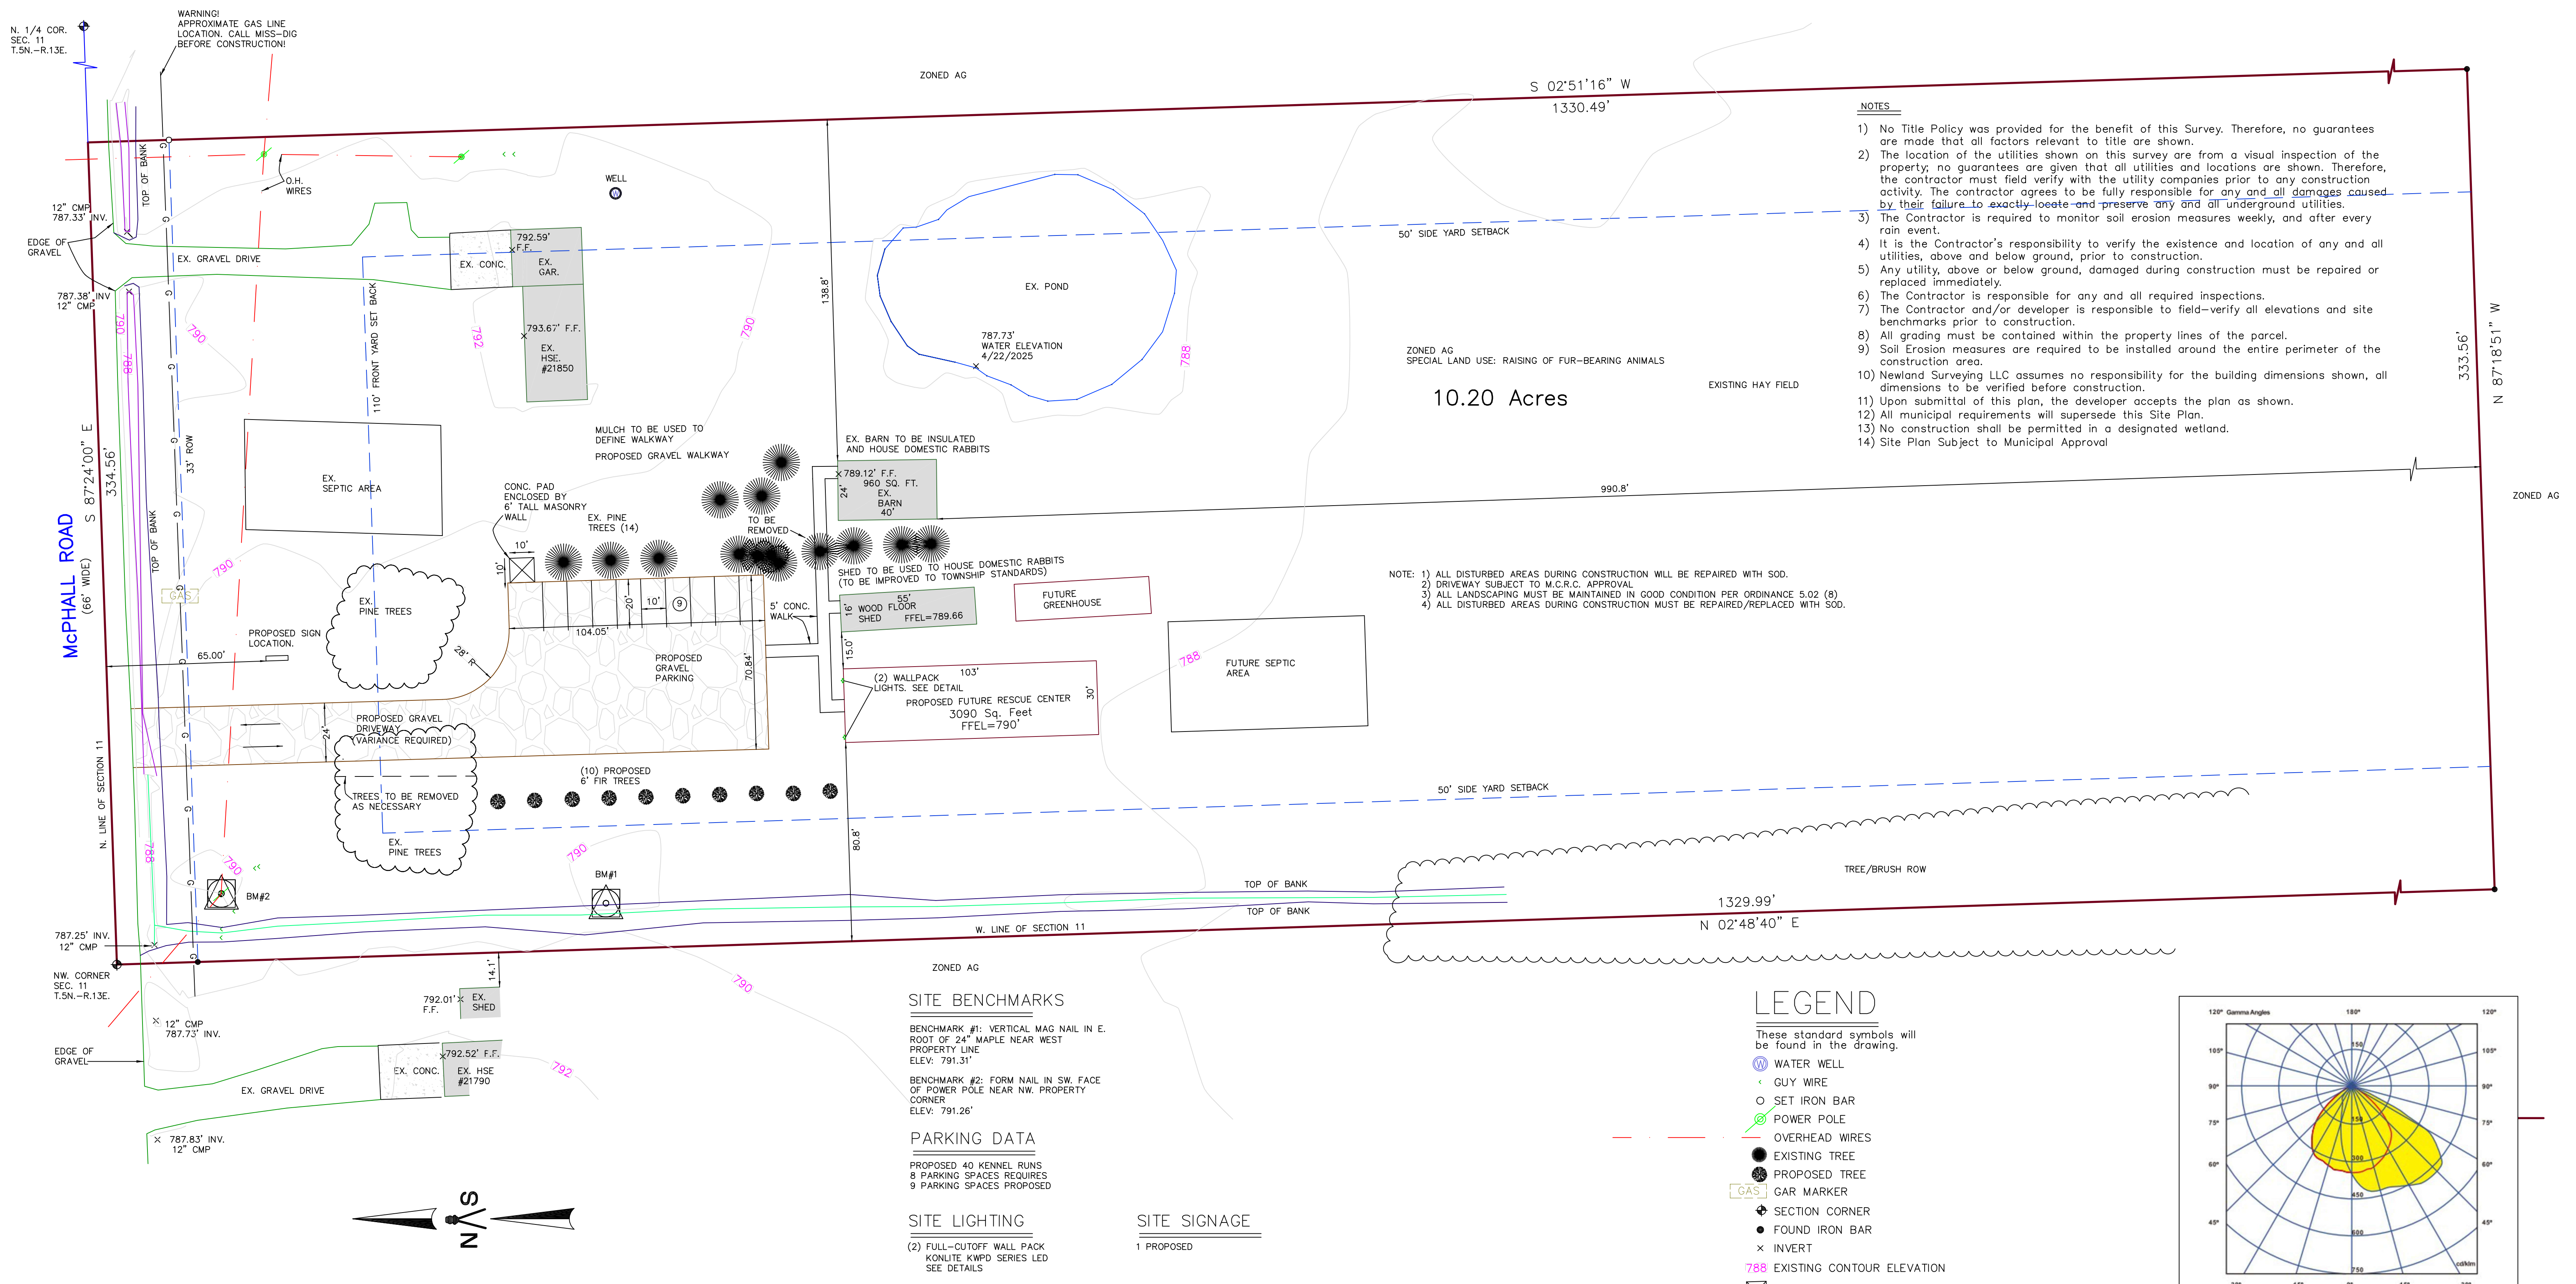 N. 1/4 COR.
SEC. 11
T.5N.-R.13E.
WARNING!
APPROXIMATE GAS LINE
LOCATION. CALL MISS-DIG
BEFORE CONSTRUCTION!
ZONED AG
S 02°51'16" W
1330.49'
TOP OF BANK
O.H.
WIRES
WELL
W
12" CMP
787.33' INV.
EDGE OF
GRAVEL
EX. GRAVEL DRIVE
787.38' INV
12" CMP
790
788
790
33' ROW
110' FRONT YARD SET BACK
EX. CONC.
792.59'
F.F.
EX.
GAR.
793.67' F.F.
EX.
HSE.
#21850
792
790
138.8'
EX. POND
787.73'
WATER ELEVATION
4/22/2025
788
50' SIDE YARD SETBACK
ZONED AG
SPECIAL LAND USE: RAISING OF FUR-BEARING ANIMALS
10.20 Acres
EXISTING HAY FIELD
NOTES
1) No Title Policy was provided for the benefit of this Survey. Therefore, no guarantees
are made that all factors relevant to title are shown.
2) The location of the utilities shown on this survey are from a visual inspection of the
property; no guarantees are given that all utilities and locations are shown. Therefore,
the contractor must field verify with the utility companies prior to any construction
activity. The contractor agrees to be fully responsible for any and all damages caused
by their failure to exactly locate and preserve any and all underground utilities.
3) The Contractor is required to monitor soil erosion measures weekly, and after every
rain event.
4) It is the Contractor's responsibility to verify the existence and location of any and all
utilities, above and below ground, prior to construction.
5) Any utility, above or below ground, damaged during construction must be repaired or
replaced immediately.
6) The Contractor is responsible for any and all required inspections.
7) The Contractor and/or developer is responsible to field-verify all elevations and site
benchmarks prior to construction.
8) All grading must be contained within the property lines of the parcel.
9) Soil Erosion measures are required to be installed around the entire perimeter of the
construction area.
10) Newland Surveying LLC assumes no responsibility for the building dimensions shown, all
dimensions to be verified before construction.
11) Upon submittal of this plan, the developer accepts the plan as shown.
12) All municipal requirements will supersede this Site Plan.
13) No construction shall be permitted in a designated wetland.
14) Site Plan Subject to Municipal Approval
333.56'
N 87°18'51" W
ZONED AG
McPHALL ROAD
(66' WIDE)
S 87°24'00" E
334.56'
N. LINE OF SECTION 11
TOP OF BANK
G G G G G G G G G G G G
EX.
SEPTIC AREA
MULCH TO BE USED TO
DEFINE WALKWAY
PROPOSED GRAVEL WALKWAY
CONC. PAD
ENCLOSED BY
6' TALL MASONRY
WALL
EX. PINE
TREES (14)
TO BE
REMOVED
EX. BARN TO BE INSULATED
AND HOUSE DOMESTIC RABBITS
789.12' F.F.
960 SQ. FT.
EX.
BARN
40'
24'
990.8'
10'
10'
790
GAS
EX.
PINE TREES
PROPOSED SIGN
LOCATION.
65.00'
28' R
104.05'
20'
10'
9
5' CONC.
WALK
PROPOSED
GRAVEL
PARKING
70.84'
SHED TO BE USED TO HOUSE DOMESTIC RABBITS
(TO BE IMPROVED TO TOWNSHIP STANDARDS)
55'
16'
WOOD FLOOR
SHED FFEL=789.66
FUTURE
GREENHOUSE
NOTE: 1) ALL DISTURBED AREAS DURING CONSTRUCTION WILL BE REPAIRED WITH SOD.
2) DRIVEWAY SUBJECT TO M.C.R.C. APPROVAL
3) ALL LANDSCAPING MUST BE MAINTAINED IN GOOD CONDITION PER ORDINANCE 5.02 (8)
4) ALL DISTURBED AREAS DURING CONSTRUCTION MUST BE REPAIRED/REPLACED WITH SOD.
15.0'
103'
(2) WALLPACK
LIGHTS. SEE DETAIL
PROPOSED FUTURE RESCUE CENTER
3090 Sq. Feet
FFEL=790'
30'
788
FUTURE SEPTIC
AREA
PROPOSED GRAVEL
DRIVEWAY
(VARIANCE REQUIRED)
24'
TREES TO BE REMOVED
AS NECESSARY
(10) PROPOSED
6' FIR TREES
EX.
PINE TREES
50' SIDE YARD SETBACK
80.8'
788
790
BM#2
790
BM#1
TREE/BRUSH ROW
TOP OF BANK
TOP OF BANK
1329.99'
N 02°48'40" E
W. LINE OF SECTION 11
787.25' INV.
12" CMP
NW. CORNER
SEC. 11
T.5N.-R.13E.
ZONED AG
14.1'
790
792.01'
F.F.
EX.
SHED
12" CMP
787.73' INV.
EDGE OF
GRAVEL
EX. GRAVEL DRIVE
EX. CONC.
792.52' F.F.
EX. HSE
#21790
792
787.83' INV.
12" CMP
S
N
SITE BENCHMARKS
BENCHMARK #1: VERTICAL MAG NAIL IN E.
ROOT OF 24" MAPLE NEAR WEST
PROPERTY LINE
ELEV: 791.31'
BENCHMARK #2: FORM NAIL IN SW. FACE
OF POWER POLE NEAR NW. PROPERTY
CORNER
ELEV: 791.26'
PARKING DATA
PROPOSED 40 KENNEL RUNS
8 PARKING SPACES REQUIRES
9 PARKING SPACES PROPOSED
SITE LIGHTING
(2) FULL-CUTOFF WALL PACK
KONLITE KWPD SERIES LED
SEE DETAILS
SITE SIGNAGE
1 PROPOSED
LEGEND
These standard symbols will
be found in the drawing.
W WATER WELL
GUY WIRE
SET IRON BAR
POWER POLE
OVERHEAD WIRES
EXISTING TREE
PROPOSED TREE
GAS GAR MARKER
SECTION CORNER
FOUND IRON BAR
INVERT
788 EXISTING CONTOUR ELEVATION
120° Gamma Angles 180° 120°
105° 150 105°
90° 90°
75° 150 75°
60° 300 60°
450
45° 600 45°
750 cd/klm